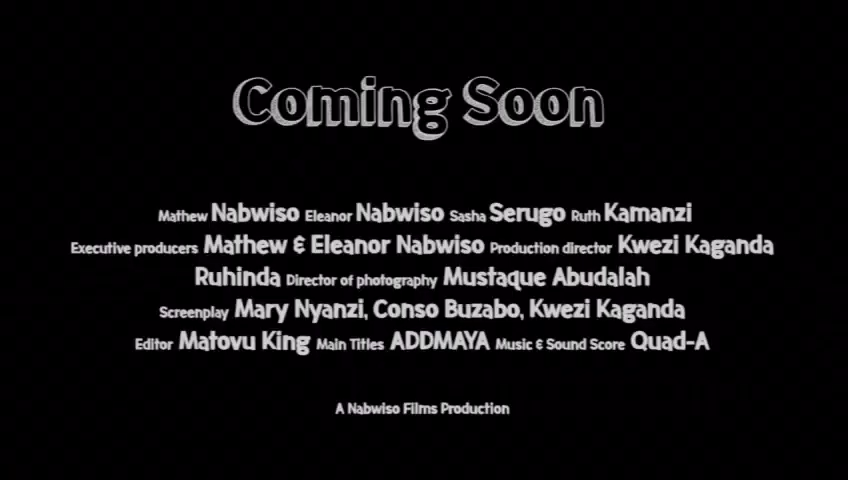 Coming Soon
Mathew Nabwiso Eleanor Nabwiso Sasha Serugo Ruth Kamanzi
Executive producers Mathew & Eleanor Nabwiso Production director Kwezi Kaganda
Ruhinda Director of photography Mustaque Abudalah
Screenplay Mary Nyanzi, Conso Buzabo, Kwezi Kaganda
Editor Matovu King Main Titles ADDMAYA Music & Sound Score Quad-A
A Nabwiso Films Production